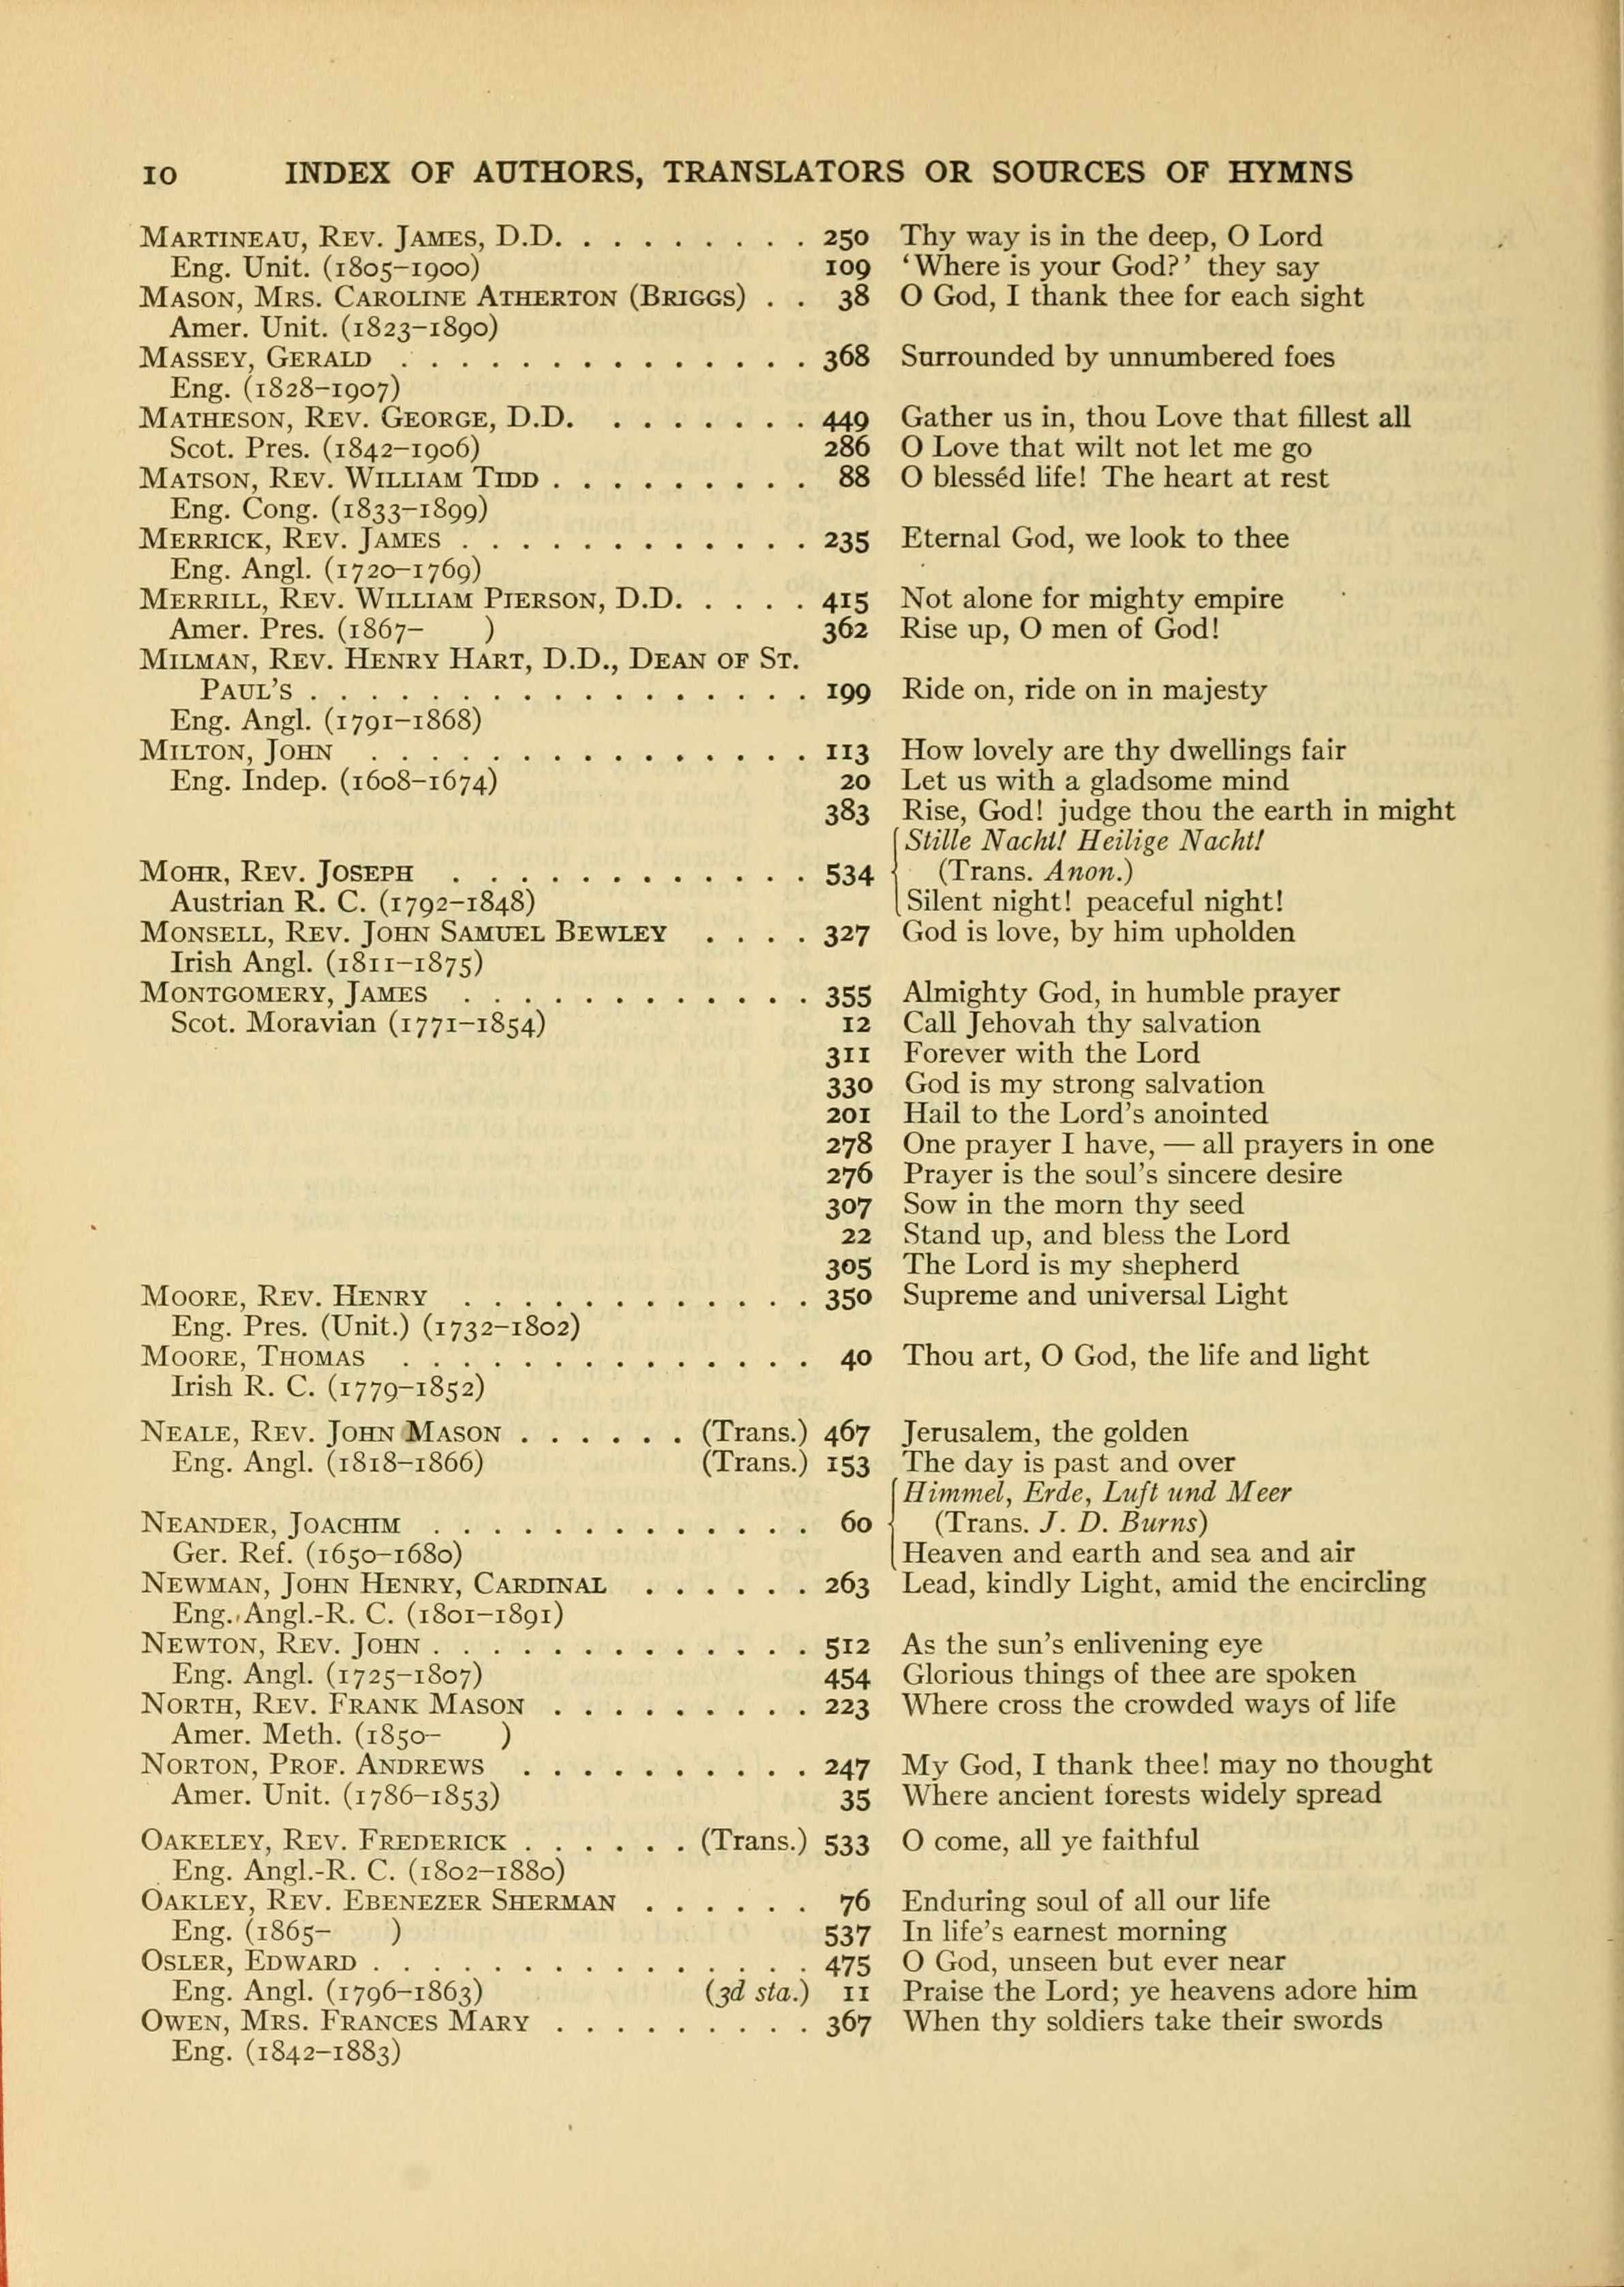 10 INDEX OF AUTHORS, TRANSLATORS OR SOURCES OF HYMNS
MARTINEAU, REV. JAMES, D.D. . . . . . . . . . 250 Thy way is in the deep, O Lord
Eng. Unit. (1805–1900) 109 ‘Where is your God?’ they say
MASON, MRS. CAROLINE ATHERTON (BRIGGS) . . 38 O God, I thank thee for each sight
Amer. Unit. (1823–1890)
MASSEY, GERALD . . . . . . . . . . . . . . 368 Surrounded by unnumbered foes
Eng. (1828–1907)
MATHESON, REV. GEORGE, D.D. . . . . . . . 449 Gather us in, thou Love that fillest all
Scot. Pres. (1842–1906) 286 O Love that wilt not let me go
MATSON, REV. WILLIAM TIDD . . . . . . . . . 88 O blesséd life! The heart at rest
Eng. Cong. (1833–1899)
MERRICK, REV. JAMES . . . . . . . . . . . . 235 Eternal God, we look to thee
Eng. Angl. (1720–1769)
MERRILL, REV. WILLIAM PIERSON, D.D. . . . . 415 Not alone for mighty empire
Amer. Pres. (1867– ) 362 Rise up, O men of God!
MILMAN, REV. HENRY HART, D.D., DEAN OF ST.
PAUL'S . . . . . . . . . . . . . . . . . 199 Ride on, ride on in majesty
Eng. Angl. (1791–1868)
MILTON, JOHN . . . . . . . . . . . . . . . 113 How lovely are thy dwellings fair
Eng. Indep. (1608–1674) 20 Let us with a gladsome mind
383 Rise, God! judge thou the earth in might
Stille Nacht! Heilige Nacht!
MOHR, REV. JOSEPH . . . . . . . . . . . . 534 (Trans. Anon.)
Austrian R. C. (1792–1848) Silent night! peaceful night!
MONSELL, REV. JOHN SAMUEL BEWLEY . . . . 327 God is love, by him upholden
Irish Angl. (1811–1875)
MONTGOMERY, JAMES . . . . . . . . . . . . 355 Almighty God, in humble prayer
Scot. Moravian (1771–1854) 12 Call Jehovah thy salvation
311 Forever with the Lord
330 God is my strong salvation
201 Hail to the Lord's anointed
278 One prayer I have, — all prayers in one
276 Prayer is the soul's sincere desire
307 Sow in the morn thy seed
22 Stand up, and bless the Lord
305 The Lord is my shepherd
MOORE, REV. HENRY . . . . . . . . . . . . 350 Supreme and universal Light
Eng. Pres. (Unit.) (1732–1802)
MOORE, THOMAS . . . . . . . . . . . . . . 40 Thou art, O God, the life and light
Irish R. C. (1779–1852)
NEALE, REV. JOHN MASON . . . . . . (Trans.) 467 Jerusalem, the golden
Eng. Angl. (1818–1866) (Trans.) 153 The day is past and over
Himmel, Erde, Luft und Meer
NEANDER, JOACHIM . . . . . . . . . . . . . 60 (Trans. J. D. Burns)
Ger. Ref. (1650–1680) Heaven and earth and sea and air
NEWMAN, JOHN HENRY, CARDINAL . . . . . . 263 Lead, kindly Light, amid the encircling
Eng. Angl.-R. C. (1801–1891)
NEWTON, REV. JOHN . . . . . . . . . . . . . 512 As the sun's enlivening eye
Eng. Angl. (1725–1807) 454 Glorious things of thee are spoken
NORTH, REV. FRANK MASON . . . . . . . . . 223 Where cross the crowded ways of life
Amer. Meth. (1850– )
NORTON, PROF. ANDREWS . . . . . . . . . . 247 My God, I thank thee! may no thought
Amer. Unit. (1786–1853) 35 Where ancient forests widely spread
OAKELEY, REV. FREDERICK . . . . . . (Trans.) 533 O come, all ye faithful
Eng. Angl.-R. C. (1802–1880)
OAKLEY, REV. EBENEZER SHERMAN . . . . . . 76 Enduring soul of all our life
Eng. (1865– ) 537 In life's earnest morning
OSLER, EDWARD . . . . . . . . . . . . . . . 475 O God, unseen but ever near
Eng. Angl. (1796–1863) (3d sta.) 11 Praise the Lord; ye heavens adore him
OWEN, MRS. FRANCES MARY . . . . . . . . . 367 When thy soldiers take their swords
Eng. (1842–1883)